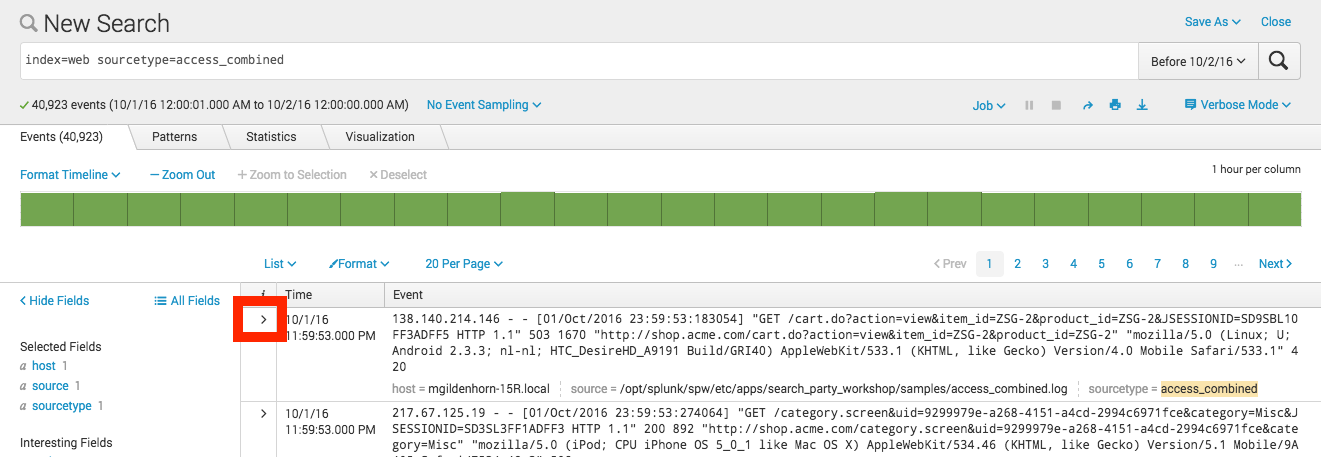 New Search
Save As
Close
index=web sourcetype=access_combined
Before 10/2/16
40,923 events (10/1/16 12:00:01.000 AM to 10/2/16 12:00:00.000 AM)
No Event Sampling
Job
Verbose Mode
Events (40,923)
Patterns
Statistics
Visualization
Format Timeline
— Zoom Out
+ Zoom to Selection
× Deselect
1 hour per column
List
Format
20 Per Page
< Prev
1 2 3 4 5 6 7 8 9 ... Next >
< Hide Fields
All Fields
Selected Fields
a host 1
a source 1
a sourcetype 1
Interesting Fields
i
Time
Event
>
10/1/16
11:59:53.000 PM
138.140.214.146 - - [01/Oct/2016 23:59:53:183054] "GET /cart.do?action=view&item_id=ZSG-2&product_id=ZSG-2&JSESSIONID=SD9SBL10
FF3ADFF5 HTTP 1.1" 503 1670 "http://shop.acme.com/cart.do?action=view&item_id=ZSG-2&product_id=ZSG-2" "mozilla/5.0 (Linux; U;
Android 2.3.3; nl-nl; HTC_DesireHD_A9191 Build/GRI40) AppleWebKit/533.1 (KHTML, like Gecko) Version/4.0 Mobile Safari/533.1" 4
20
host = mgildenhorn-15R.local
source = /opt/splunk/spw/etc/apps/search_party_workshop/samples/access_combined.log
sourcetype = access_combined
>
10/1/16
11:59:53.000 PM
217.67.125.19 - - [01/Oct/2016 23:59:53:274064] "GET /category.screen&uid=9299979e-a268-4151-a4cd-2994c6971fce&category=Misc&J
SESSIONID=SD3SL3FF1ADFF3 HTTP 1.1" 200 892 "http://shop.acme.com/category.screen&uid=9299979e-a268-4151-a4cd-2994c6971fce&cate
gory=Misc" "mozilla/5.0 (iPod; CPU iPhone OS 5_0_1 like Mac OS X) AppleWebKit/534.46 (KHTML, like Gecko) Version/5.1 Mobile/9A